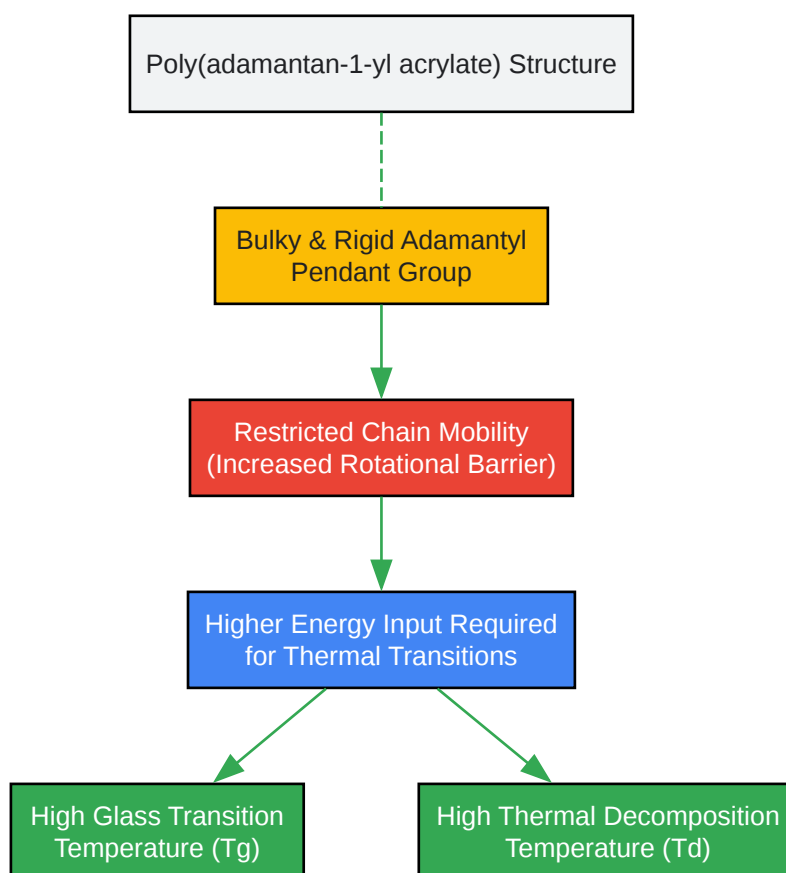 Poly(adamantan-1-yl acrylate) Structure
Bulky & Rigid Adamantyl
Pendant Group
Restricted Chain Mobility
(Increased Rotational Barrier)
Higher Energy Input Required
for Thermal Transitions
High Glass Transition
Temperature (Tg)
High Thermal Decomposition
Temperature (Td)